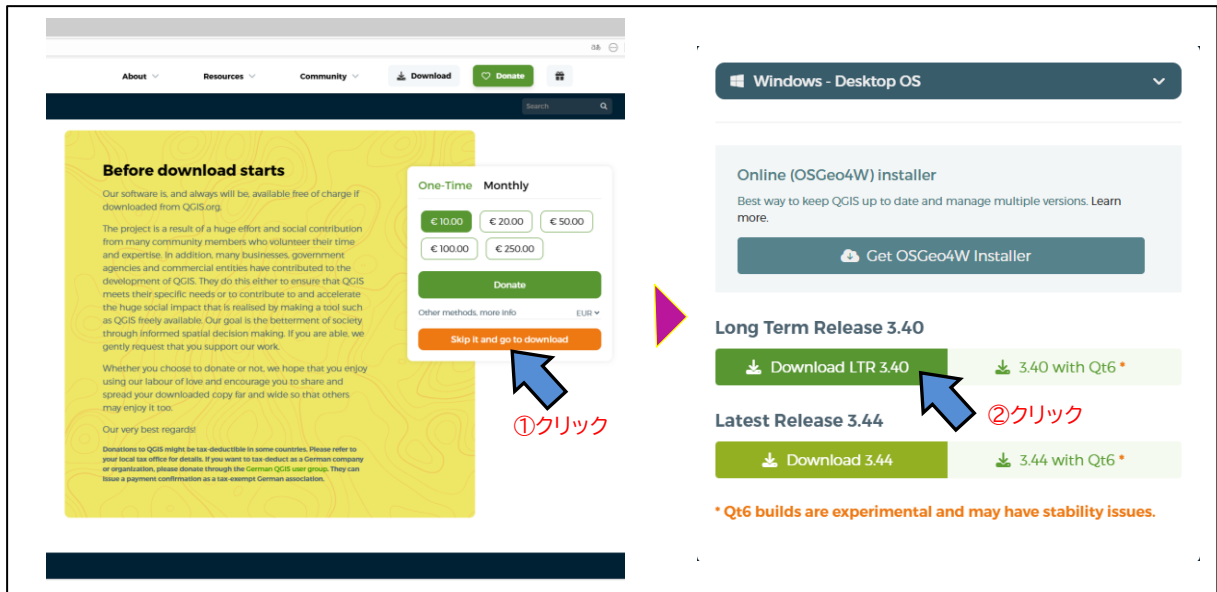 About
Resources
Community
Download
Donate
Search
Before download starts
Our software is, and always will be, available free of charge if
downloaded from QGIS.org.
The project is a result of a huge effort and social contribution
from many community members who volunteer their time
and expertise. In addition, many businesses, government
agencies and commercial entities have contributed to the
development of QGIS. They do this either to ensure that QGIS
meets their specific needs or to contribute to and accelerate
the huge social impact that is realised by making a tool such
as QGIS freely available. Our goal is the betterment of society
through informed spatial decision making. If you are able, we
gently request that you support our work.
Whether you choose to donate or not, we hope that you enjoy
using our labour of love and encourage you to share and
spread your downloaded copy far and wide so that others
may enjoy it too.
Our very best regards!
Donations to QGIS might be tax-deductible in some countries. Please refer to
your local tax office for details. If you want to tax-deduct as a German company
or organization, please donate through the German QGIS user group. They can
issue a payment confirmation as a tax-exempt German association.
One-Time Monthly
€ 10.00 € 20.00 € 50.00
€ 100.00 € 250.00
Donate
Other methods, more info EUR
Skip it and go to download
①クリック
Windows - Desktop OS
Online (OSGeo4W) installer
Best way to keep QGIS up to date and manage multiple versions. Learn
more.
Get OSGeo4W Installer
Long Term Release 3.40
Download LTR 3.40
3.40 with Qt6 *
②クリック
Latest Release 3.44
Download 3.44
3.44 with Qt6 *
* Qt6 builds are experimental and may have stability issues.